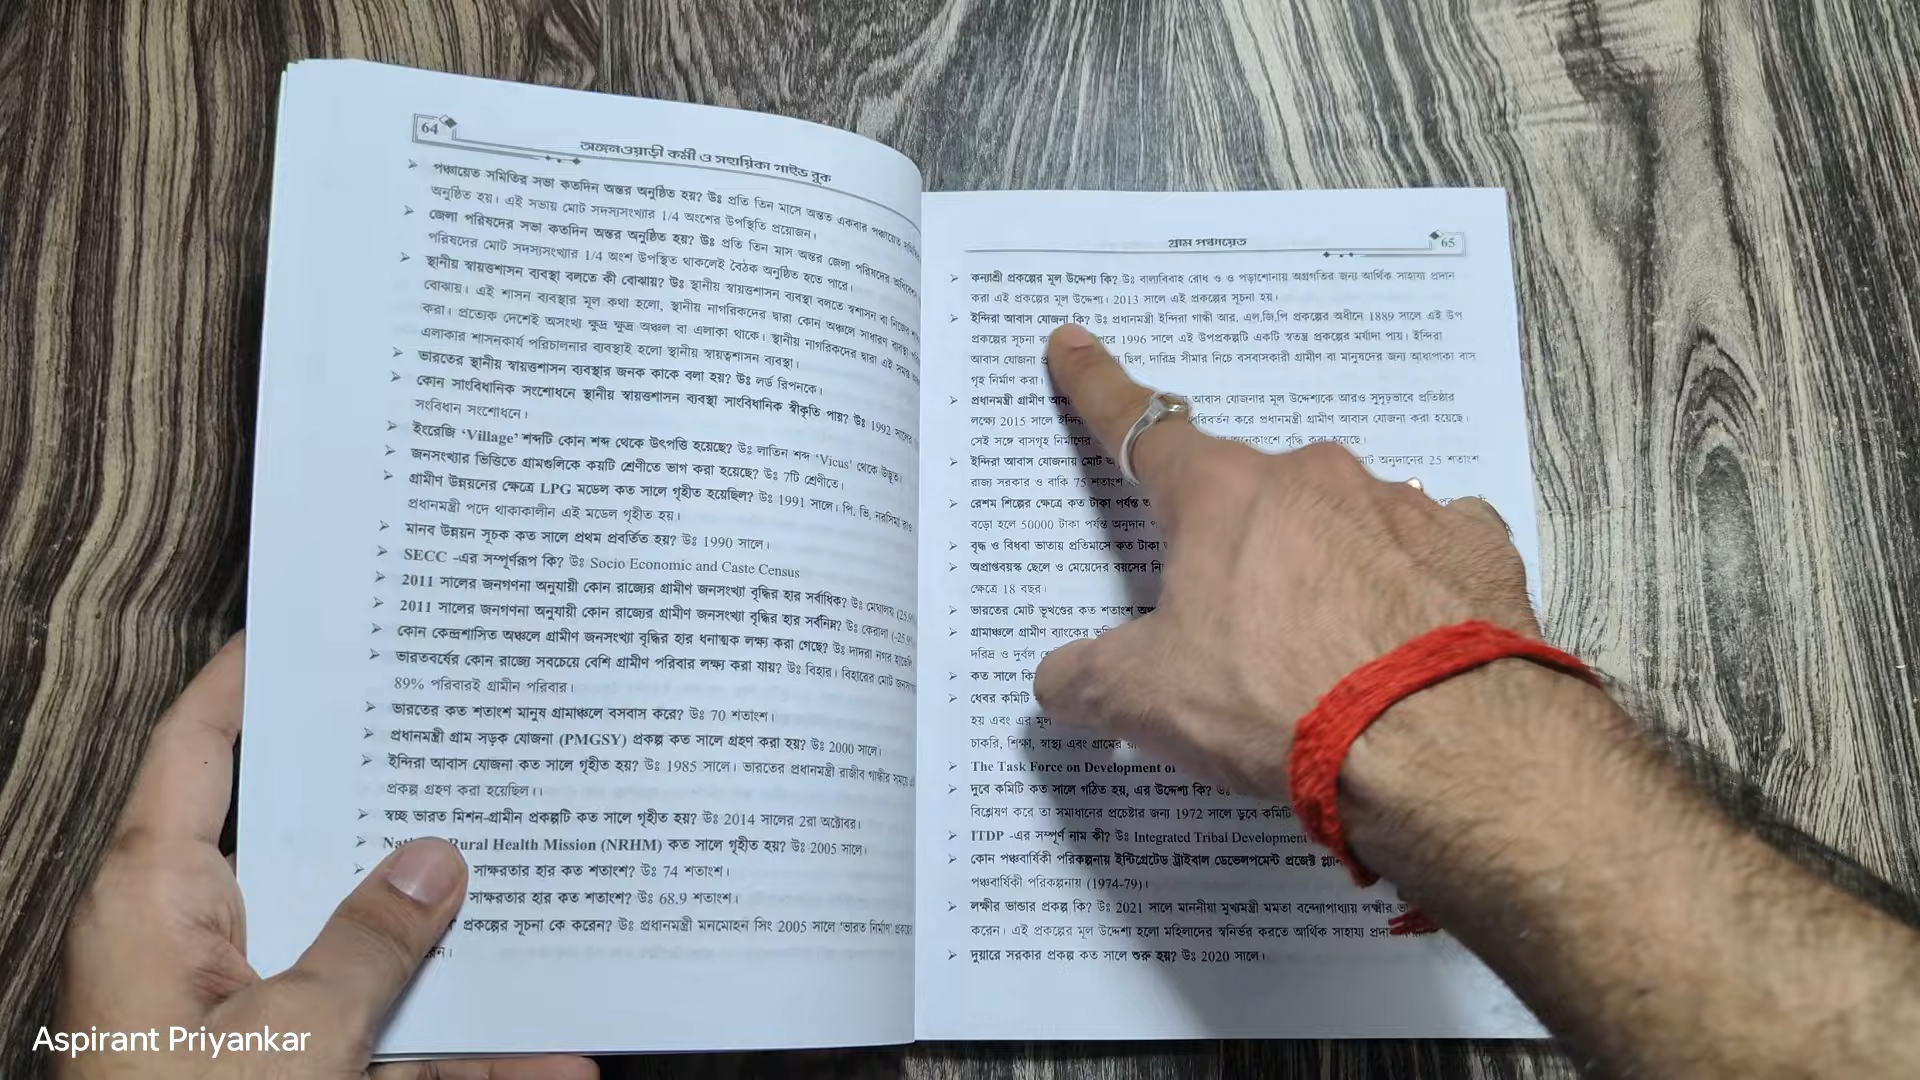 64
অঙ্গনওয়াড়ী কর্মী ও সহায়িকা গাইড বুক
➢ পঞ্চায়েত সমিতির সভা কতদিন অন্তর অনুষ্ঠিত হয়? উঃ প্রতি তিন মাসে অন্তত একবার পঞ্চায়েত
অনুষ্ঠিত হয়। এই সভায় মোট সদস্যসংখ্যার 1/4 অংশের উপস্থিতি প্রয়োজন।
➢ জেলা পরিষদের সভা কতদিন অন্তর অনুষ্ঠিত হয়? উঃ প্রতি তিন মাস অন্তর জেলা পরিষদের
পরিষদের মোট সদস্যসংখ্যার 1/4 অংশ উপস্থিত থাকলেই বৈঠক অনুষ্ঠিত হতে পারে।
➢ স্থানীয় স্বায়ত্তশাসন ব্যবস্থা বলতে কী বোঝায়? উঃ স্থানীয় স্বায়ত্তশাসন ব্যবস্থা বলতে স্বশাসন বা নিজের
বোঝায়। এই শাসন ব্যবস্থার মূল কথা হলো, স্থানীয় নাগরিকদের দ্বারা কোন অঞ্চলে সাধারণ ব্যবস্থা
করা। প্রত্যেক দেশেই অসংখ্য ক্ষুদ্র ক্ষুদ্র অঞ্চল বা এলাকা থাকে। স্থানীয় নাগরিকদের দ্বারা এই সমস্ত
এলাকার শাসনকার্য পরিচালনার ব্যবস্থাই হলো স্থানীয় স্বায়ত্বশাসন ব্যবস্থা।
➢ ভারতের স্থানীয় স্বায়ত্তশাসন ব্যবস্থার জনক কাকে বলা হয়? উঃ লর্ড রিপনকে।
➢ কোন সাংবিধানিক সংশোধনে স্থানীয় স্বায়ত্তশাসন ব্যবস্থা সাংবিধানিক স্বীকৃতি পায়? উঃ 1992 সালের
সংবিধান সংশোধনে।
➢ ইংরেজি ‘Village’ শব্দটি কোন শব্দ থেকে উৎপত্তি হয়েছে? উঃ লাতিন শব্দ ‘Vicus’ থেকে উদ্ভূত।
➢ জনসংখ্যার ভিত্তিতে গ্রামগুলিকে কয়টি শ্রেণীতে ভাগ করা হয়েছে? উঃ 7টি শ্রেণীতে।
➢ গ্রামীণ উন্নয়নের ক্ষেত্রে LPG মডেল কত সালে গৃহীত হয়েছিল? উঃ 1991 সালে। পি. ভি. নরসিমা রাও
প্রধানমন্ত্রী পদে থাকাকালীন এই মডেল গৃহীত হয়।
➢ মানব উন্নয়ন সূচক কত সালে প্রথম প্রবর্তিত হয়? উঃ 1990 সালে।
➢ SECC -এর সম্পূর্ণরূপ কি? উঃ Socio Economic and Caste Census
➢ 2011 সালের জনগণনা অনুযায়ী কোন রাজ্যের গ্রামীণ জনসংখ্যা বৃদ্ধির হার সর্বাধিক? উঃ মেঘালয়
➢ 2011 সালের জনগণনা অনুযায়ী কোন রাজ্যের গ্রামীণ জনসংখ্যা বৃদ্ধির হার সর্বনিম্ন? উঃ কেরালা
➢ কোন কেন্দ্রশাসিত অঞ্চলে গ্রামীণ জনসংখ্যা বৃদ্ধির হার ধনাত্মক লক্ষ্য করা গেছে? উঃ দাদরা নগর হাভেলি
➢ ভারতবর্ষের কোন রাজ্যে সবচেয়ে বেশি গ্রামীণ পরিবার লক্ষ্য করা যায়? উঃ বিহার। বিহারের মোট
89% পরিবারই গ্রামীন পরিবার।
➢ ভারতের কত শতাংশ মানুষ গ্রামাঞ্চলে বসবাস করে? উঃ 70 শতাংশ।
➢ প্রধানমন্ত্রী গ্রাম সড়ক যোজনা (PMGSY) প্রকল্প কত সালে গ্রহণ করা হয়? উঃ 2000 সালে।
➢ ইন্দিরা আবাস যোজনা কত সালে গৃহীত হয়? উঃ 1985 সালে। ভারতের প্রধানমন্ত্রী রাজীব গান্ধীর সময়ে
প্রকল্প গ্রহণ করা হয়েছিল।।
➢ স্বচ্ছ ভারত মিশন-গ্রামীন প্রকল্পটি কত সালে গৃহীত হয়? উঃ 2014 সালের 2রা অক্টোবর।
➢ Rural Health Mission (NRHM) কত সালে গৃহীত হয়? উঃ 2005 সালে।
➢ সাক্ষরতার হার কত শতাংশ? উঃ 74 শতাংশ।
সাক্ষরতার হার কত শতাংশ? উঃ 68.9 শতাংশ।
প্রকল্পের সূচনা কে করেন? উঃ প্রধানমন্ত্রী মনমোহন সিং 2005 সালে ‘ভারত নির্মাণ’
গ্রাম পঞ্চায়েত
65
➢ কন্যাশ্রী প্রকল্পের মূল উদ্দেশ্য কি? উঃ বাল্যবিবাহ রোধ ও ও পড়াশোনায় অগ্রগতির জন্য আর্থিক সাহায্য প্রদান
করা এই প্রকল্পের মূল উদ্দেশ্য। 2013 সালে এই প্রকল্পের সূচনা হয়।
➢ ইন্দিরা আবাস যোজনা কি? উঃ প্রধানমন্ত্রী ইন্দিরা গান্ধী আর. এল.জি.পি প্রকল্পের অধীনে 1889 সালে এই উপ
প্রকল্পের সূচনা পরে 1996 সালে এই উপপ্রকল্পটি একটি স্বতন্ত্র প্রকল্পের মর্যাদা পায়। ইন্দিরা
আবাস যোজনা ছিল, দারিদ্র সীমার নিচে বসবাসকারী গ্রামীণ বা মানুষদের জন্য আধাপাকা বাস
গৃহ নির্মাণ করা।
➢ প্রধানমন্ত্রী গ্রামীণ আবাস যোজনার মূল উদ্দেশ্যকে আরও সুদৃঢ়ভাবে প্রতিষ্ঠার
লক্ষ্যে 2015 সালে পরিবর্তন করে প্রধানমন্ত্রী গ্রামীণ আবাস যোজনা করা হয়েছে।
সেই সঙ্গে বাসগৃহ নির্মাণের অনেকাংশে বৃদ্ধি করা হয়েছে।
➢ ইন্দিরা আবাস যোজনায় মোট অনুদানের 25 শতাংশ
রাজ্য সরকার ও বাকি 75 শতাংশ
➢ রেশম শিল্পের ক্ষেত্রে কত টাকা পর্যন্ত
বড়ো হলে 50000 টাকা পর্যন্ত অনুদান
➢ বৃদ্ধ ও বিধবা ভাতায় প্রতিমাসে কত টাকা
➢ অপ্রাপ্তবয়স্ক ছেলে ও মেয়েদের বয়সের
ক্ষেত্রে 18 বছর।
➢ ভারতের মোট ভূখণ্ডের কত শতাংশ
➢ গ্রামাঞ্চলে গ্রামীণ ব্যাংকের
দরিদ্র ও দুর্বল
➢ কত সালে
➢ ধেবর কমিটি
হয় এবং এর মূল
চাকরি, শিক্ষা, স্বাস্থ্য এবং গ্রামের
➢ The Task Force on Development of
➢ দুবে কমিটি কত সালে গঠিত হয়, এর উদ্দেশ্য কি? উঃ
বিশ্লেষণ করে তা সমাধানের প্রচেষ্টার জন্য 1972 সালে ডুবে কমিটি
➢ ITDP -এর সম্পূর্ণ নাম কী? উঃ Integrated Tribal Development
➢ কোন পঞ্চবার্ষিকী পরিকল্পনায় ইন্টিগ্রেটেড ট্রাইবাল ডেভেলপমেন্ট প্রজেক্ট
পঞ্চবার্ষিকী পরিকল্পনায় (1974-79)।
➢ লক্ষীর ভান্ডার প্রকল্প কি? উঃ 2021 সালে মাননীয়া মুখ্যমন্ত্রী মমতা বন্দ্যোপাধ্যায় লক্ষীর
করেন। এই প্রকল্পের মূল উদ্দেশ্য হলো মহিলাদের স্বনির্ভর করতে আর্থিক সাহায্য
➢ দুয়ারে সরকার প্রকল্প কত সালে শুরু হয়? উঃ 2020 সালে।
Aspirant Priyankar